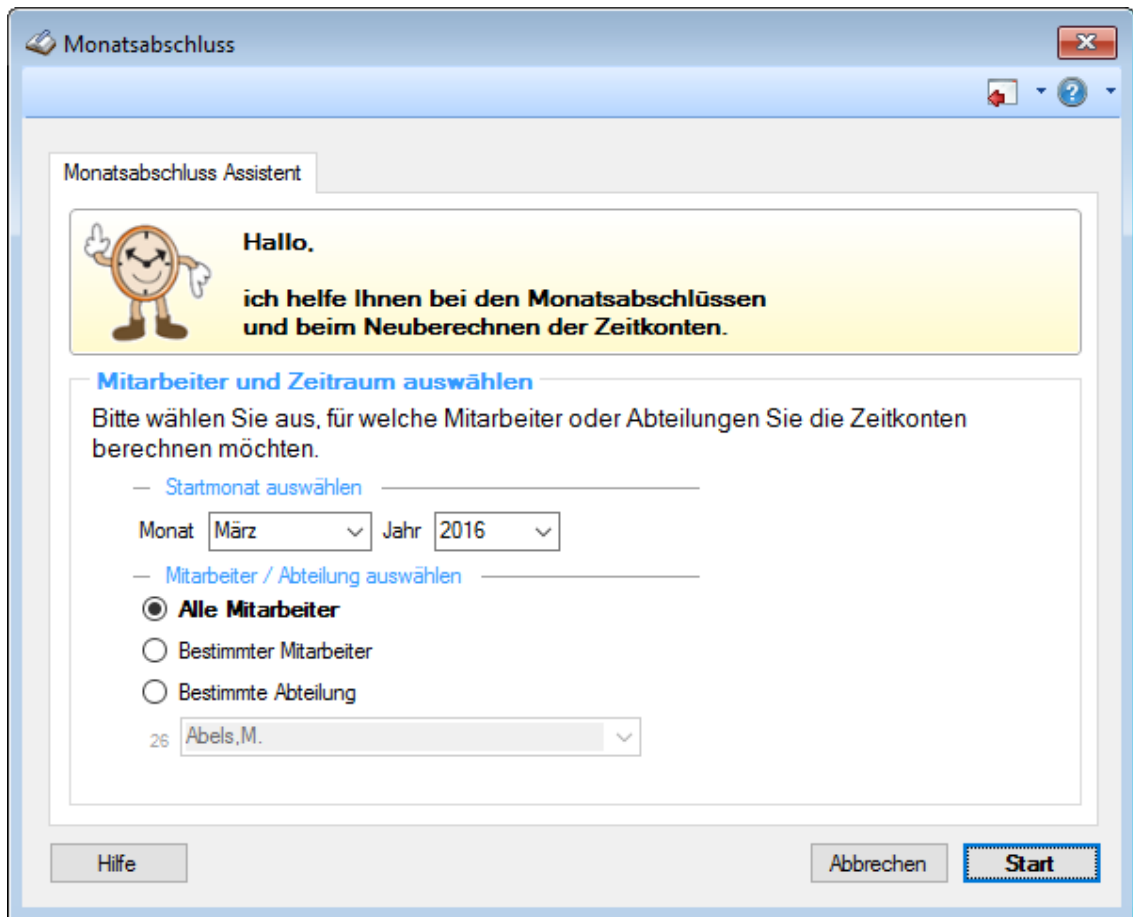 Monatsabschluss
Monatsabschluss Assistent
Hallo,
ich helfe Ihnen bei den Monatsabschlüssen
und beim Neuberechnen der Zeitkonten.
Mitarbeiter und Zeitraum auswählen
Bitte wählen Sie aus, für welche Mitarbeiter oder Abteilungen Sie die Zeitkonten
berechnen möchten.
Startmonat auswählen
Monat März Jahr 2016
Mitarbeiter / Abteilung auswählen
Alle Mitarbeiter
Bestimmter Mitarbeiter
Bestimmte Abteilung
26 Abels,M.
Hilfe Abbrechen Start